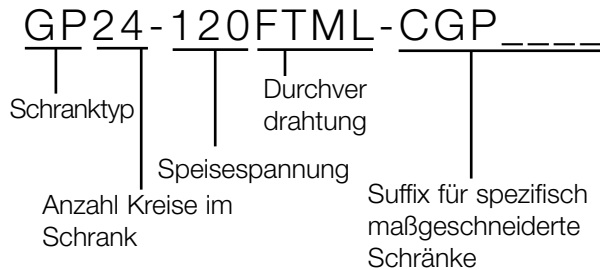 GP24-120FTML-CGP____
Schranktyp
Durchver
drahtung
Speisespannung
Anzahl Kreise im
Schrank
Suffix für spezifisch
maßgeschneiderte
Schränke